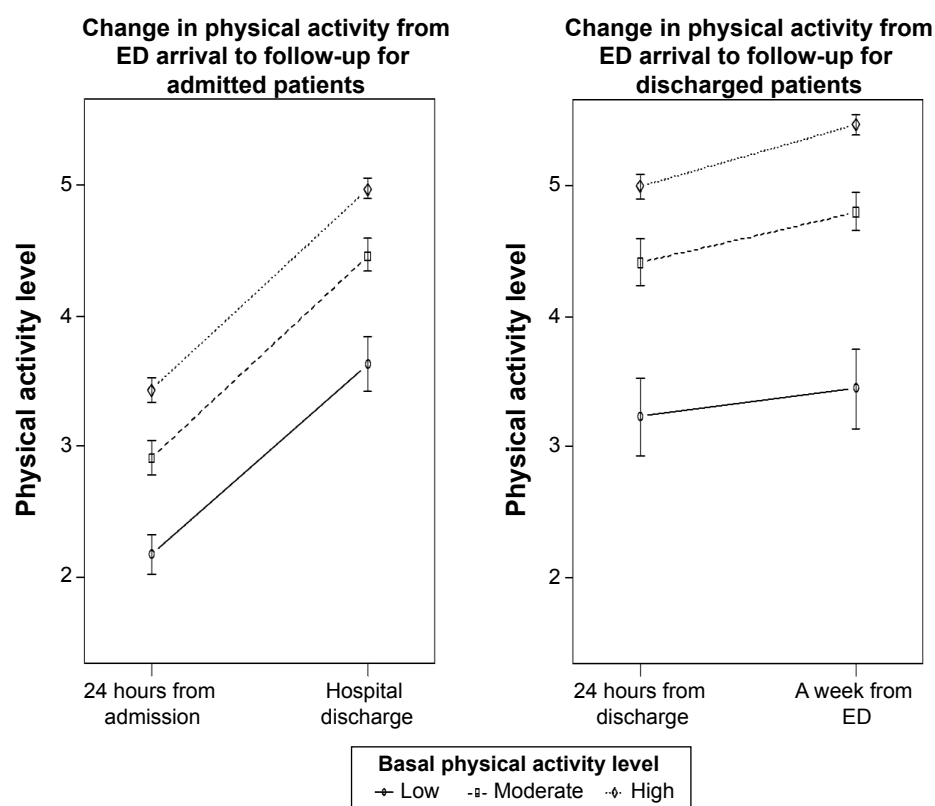 Change in physical activity from
ED arrival to follow-up for
admitted patients
Physical activity level
5
4
3
2
24 hours from
admission
Hospital
discharge
Change in physical activity from
ED arrival to follow-up for
discharged patients
Physical activity level
5
4
3
2
24 hours from
discharge
A week from
ED
Basal physical activity level
Low Moderate High